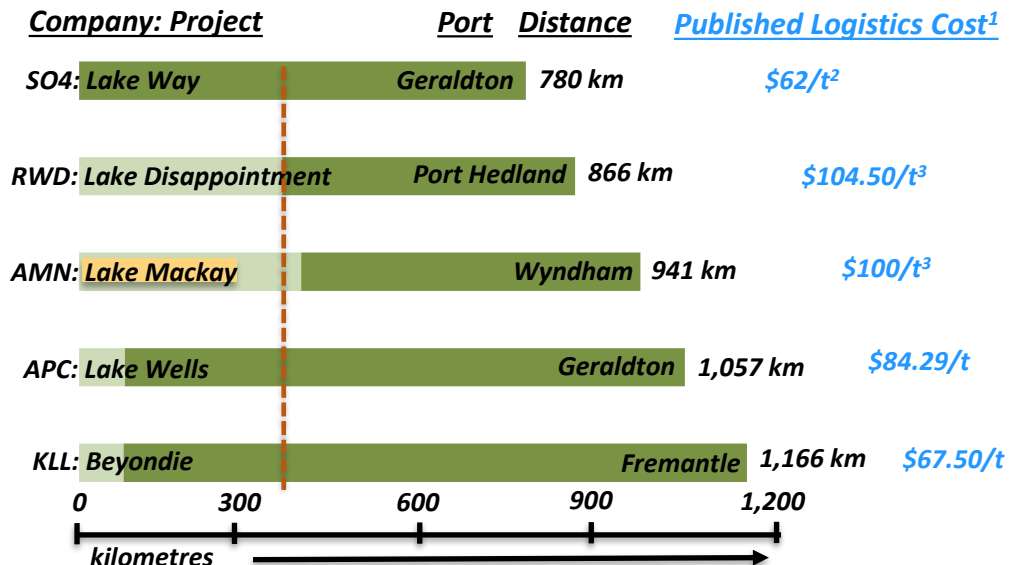 Company: Project Port Distance Published Logistics Cost¹
SO4: Lake Way Geraldton 780 km $62/t²
RWD: Lake Disappointment Port Hedland 866 km $104.50/t³
AMN: Lake Mackay Wyndham 941 km $100/t³
APC: Lake Wells Geraldton 1,057 km $84.29/t
KLL: Beyondie Fremantle 1,166 km $67.50/t
0 300 600 900 1,200
kilometres